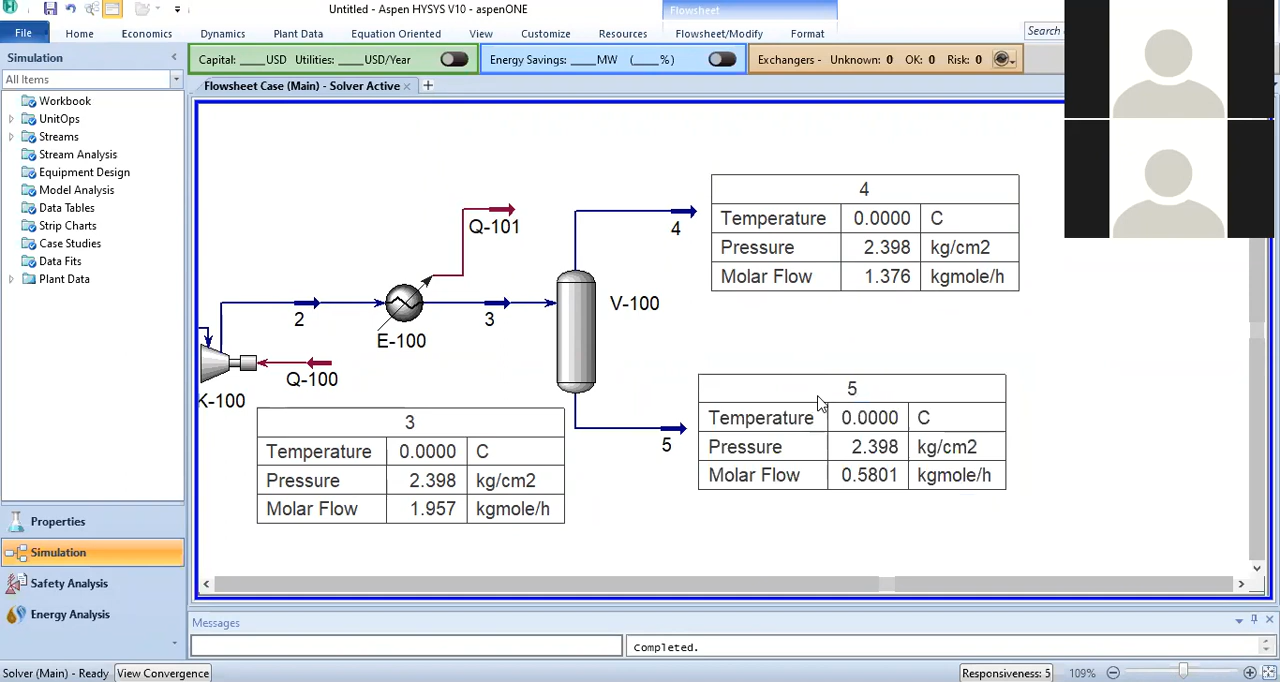 Untitled - Aspen HYSYS V10 - aspenONE
Flowsheet
File Home Economics Dynamics Plant Data Equation Oriented View Customize Resources Flowsheet/Modify Format
Search
Simulation
Capital: ____USD Utilities: ____USD/Year
Energy Savings: ____MW (____%)
Exchangers - Unknown: 0 OK: 0 Risk: 0
All Items
Flowsheet Case (Main) - Solver Active
Workbook
UnitOps
Streams
Stream Analysis
Equipment Design
Model Analysis
Data Tables
Strip Charts
Case Studies
Data Fits
Plant Data
Properties
Simulation
Safety Analysis
Energy Analysis
Q-101
4
V-100
2
3
E-100
Q-100
K-100
5
4
Temperature 0.0000 C
Pressure 2.398 kg/cm2
Molar Flow 1.376 kgmole/h
5
Temperature 0.0000 C
Pressure 2.398 kg/cm2
Molar Flow 0.5801 kgmole/h
3
Temperature 0.0000 C
Pressure 2.398 kg/cm2
Molar Flow 1.957 kgmole/h
Messages
Completed.
Solver (Main) - Ready View Convergence Responsiveness: 5 109%